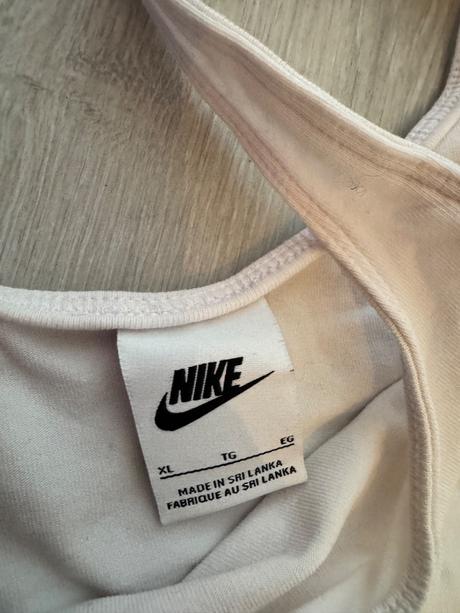 NIKE
XL TG EG
MADE IN SRI LANKA
FABRIQUE AU SRI LANKA